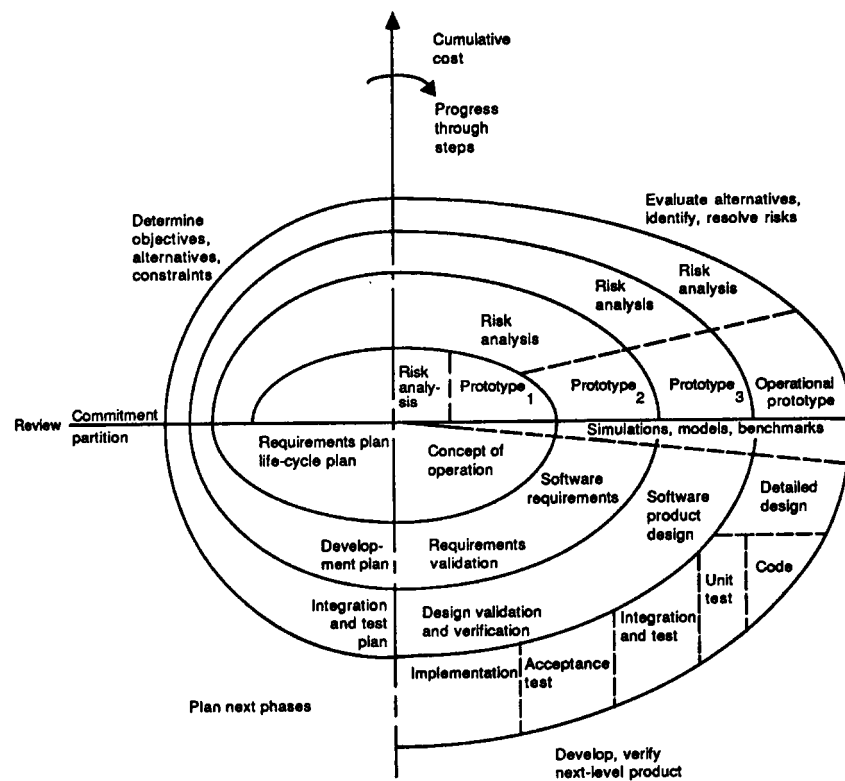 Cumulative
cost
Progress
through
steps
Evaluate alternatives,
identify, resolve risks
Determine
objectives,
alternatives,
constraints
Risk
analysis
Risk
analysis
Risk
analysis
Risk
analy-
sis
Prototype 1
Prototype 2
Prototype 3
Operational
prototype
Review
Commitment
partition
Simulations, models, benchmarks
Requirements plan
life-cycle plan
Concept of
operation
Software
requirements
Software
product
design
Detailed
design
Develop-
ment plan
Requirements
validation
Code
Unit
test
Integration
and test
plan
Design validation
and verification
Integration
and test
Acceptance
test
Implementation
Plan next phases
Develop, verify
next-level product